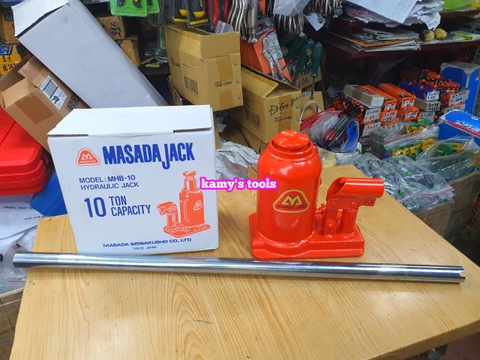 MASADA JACK
MODEL: MHB-10
HYDRAULIC JACK
10 TON
CAPACITY
MASADA SEISAKUSHO CO., LTD
kamy's tools